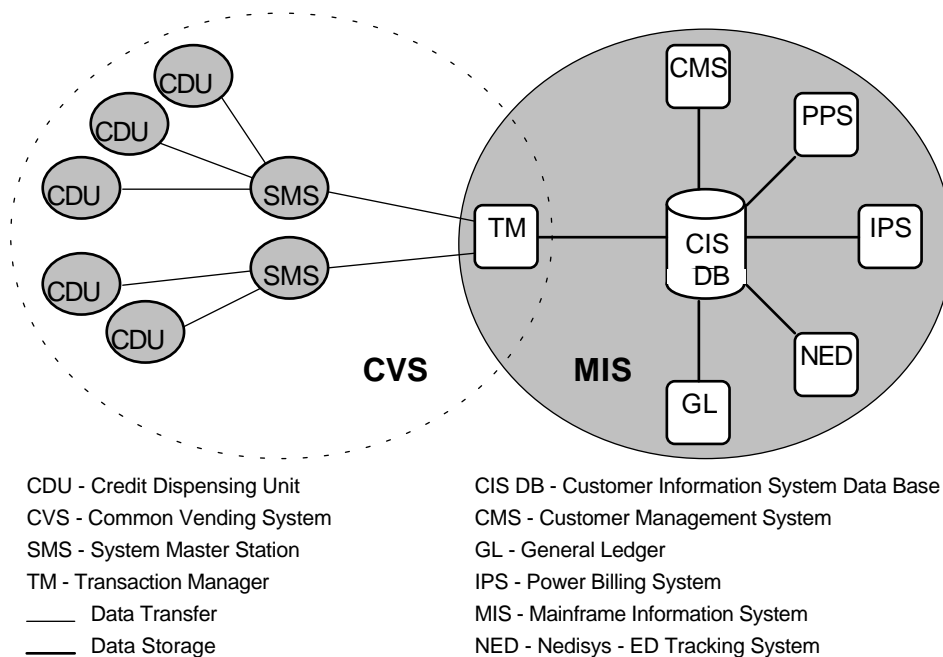 CDU
CDU
CDU
SMS
CDU
CDU
SMS
CVS
TM
MIS
CMS
PPS
CIS
DB
IPS
NED
GL
CDU - Credit Dispensing Unit
CVS - Common Vending System
SMS - System Master Station
TM - Transaction Manager
Data Transfer
Data Storage
CIS DB - Customer Information System Data Base
CMS - Customer Management System
GL - General Ledger
IPS - Power Billing System
MIS - Mainframe Information System
NED - Nedisys - ED Tracking System